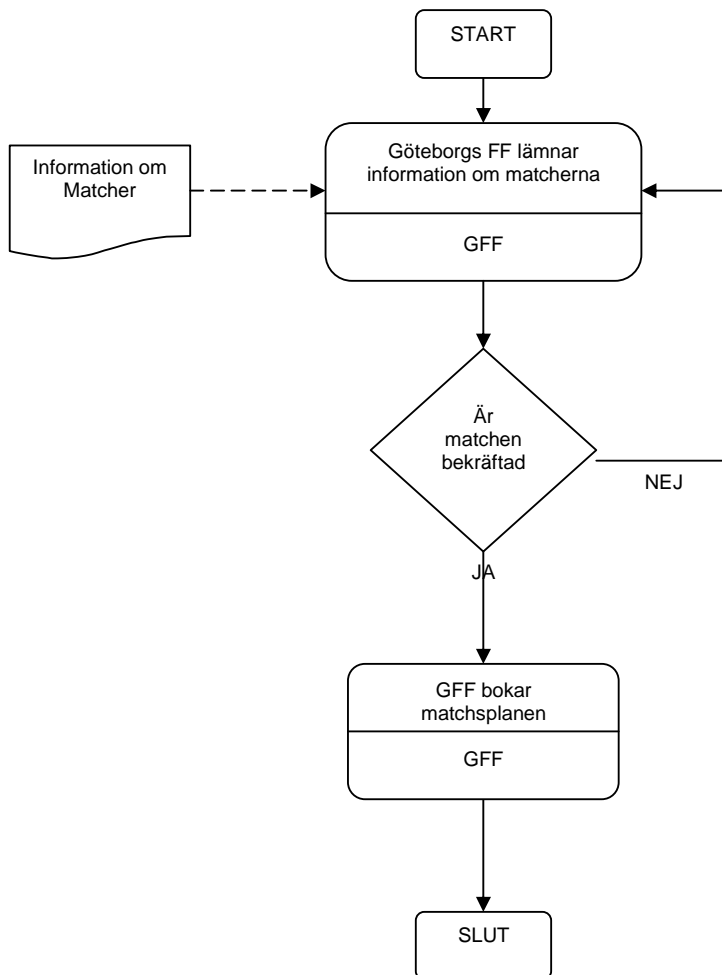 START
Information om
Matcher
Göteborgs FF lämnar
information om matcherna
GFF
Är
matchen
bekräftad
NEJ
JA
GFF bokar
matchsplanen
GFF
SLUT